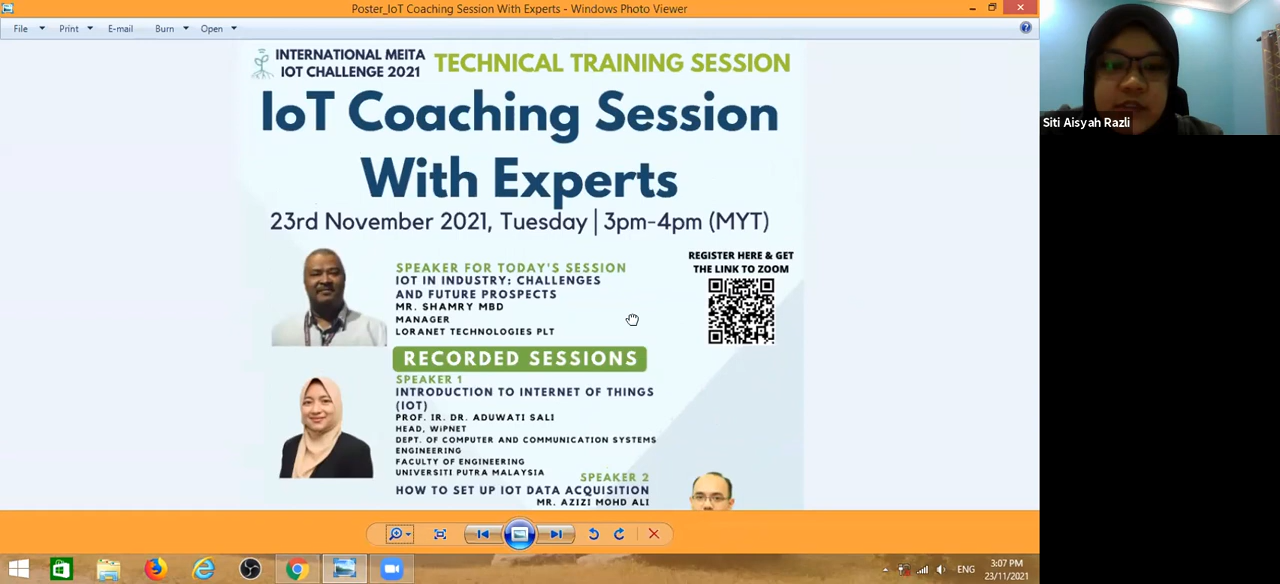 Poster_IoT Coaching Session With Experts - Windows Photo Viewer
File Print E-mail Burn Open
INTERNATIONAL MEITA
IOT CHALLENGE 2021
TECHNICAL TRAINING SESSION
IoT Coaching Session
With Experts
23rd November 2021, Tuesday | 3pm-4pm (MYT)
SPEAKER FOR TODAY'S SESSION
IOT IN INDUSTRY: CHALLENGES
AND FUTURE PROSPECTS
MR. SHAMRY MBD
MANAGER
LORANET TECHNOLOGIES PLT
REGISTER HERE & GET
THE LINK TO ZOOM
RECORDED SESSIONS
SPEAKER 1
INTRODUCTION TO INTERNET OF THINGS
(IOT)
PROF. IR. DR. ADUWATI SALI
HEAD, WiPNET
DEPT. OF COMPUTER AND COMMUNICATION SYSTEMS
ENGINEERING
FACULTY OF ENGINEERING
UNIVERSITI PUTRA MALAYSIA
SPEAKER 2
HOW TO SET UP IOT DATA ACQUISITION
MR. AZIZI MOHD ALI
Siti Aisyah Razli
ENG
3:07 PM
23/11/2021